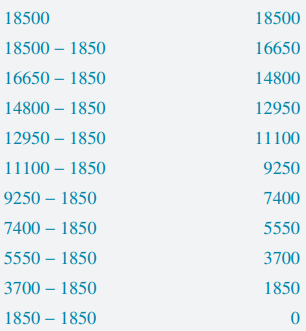 18500 18500
18500 – 1850 16650
16650 – 1850 14800
14800 – 1850 12950
12950 – 1850 11100
11100 – 1850 9250
9250 – 1850 7400
7400 – 1850 5550
5550 – 1850 3700
3700 – 1850 1850
1850 – 1850 0